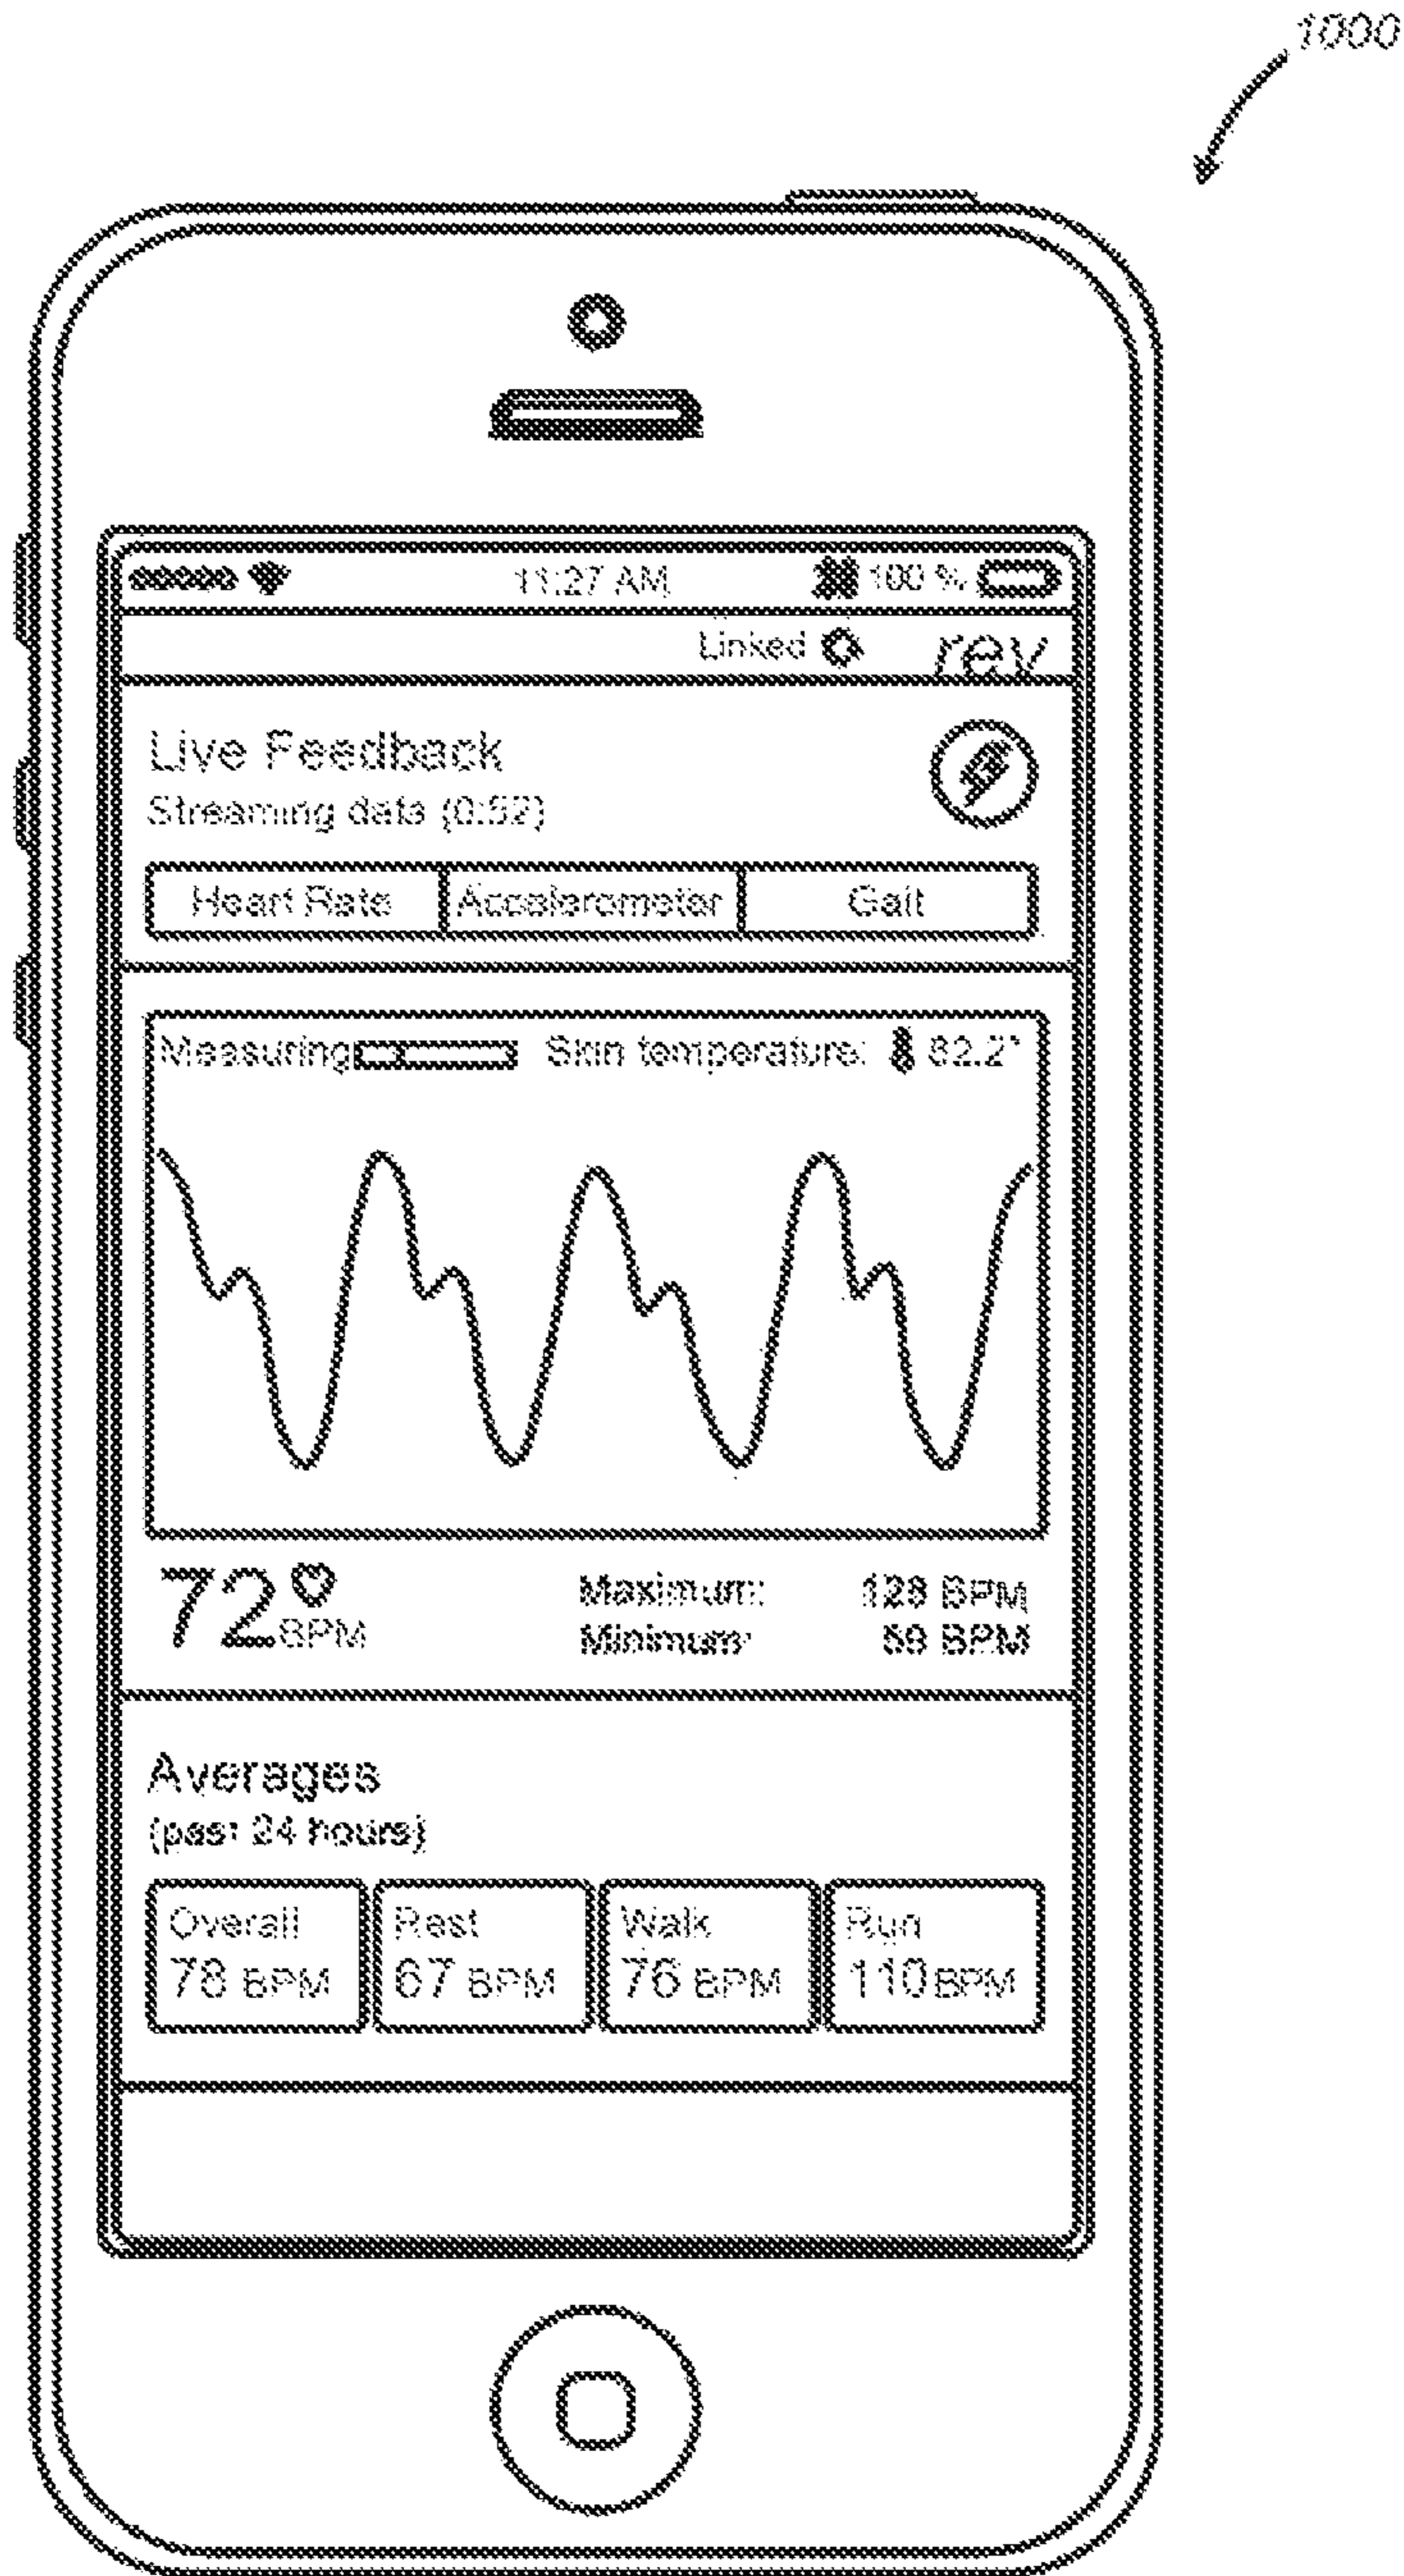 1000
11:27 AM 100 %
Linked rev
Live Feedback
Streaming data (0:52)
Heart Rate Accelerometer Gait
Measuring Skin temperature: 82.2°
72 BPM
Maximum: 128 BPM
Minimum: 59 BPM
Averages
(past 24 hours)
Overall Rest Walk Run
78 BPM 67 BPM 76 BPM 110 BPM